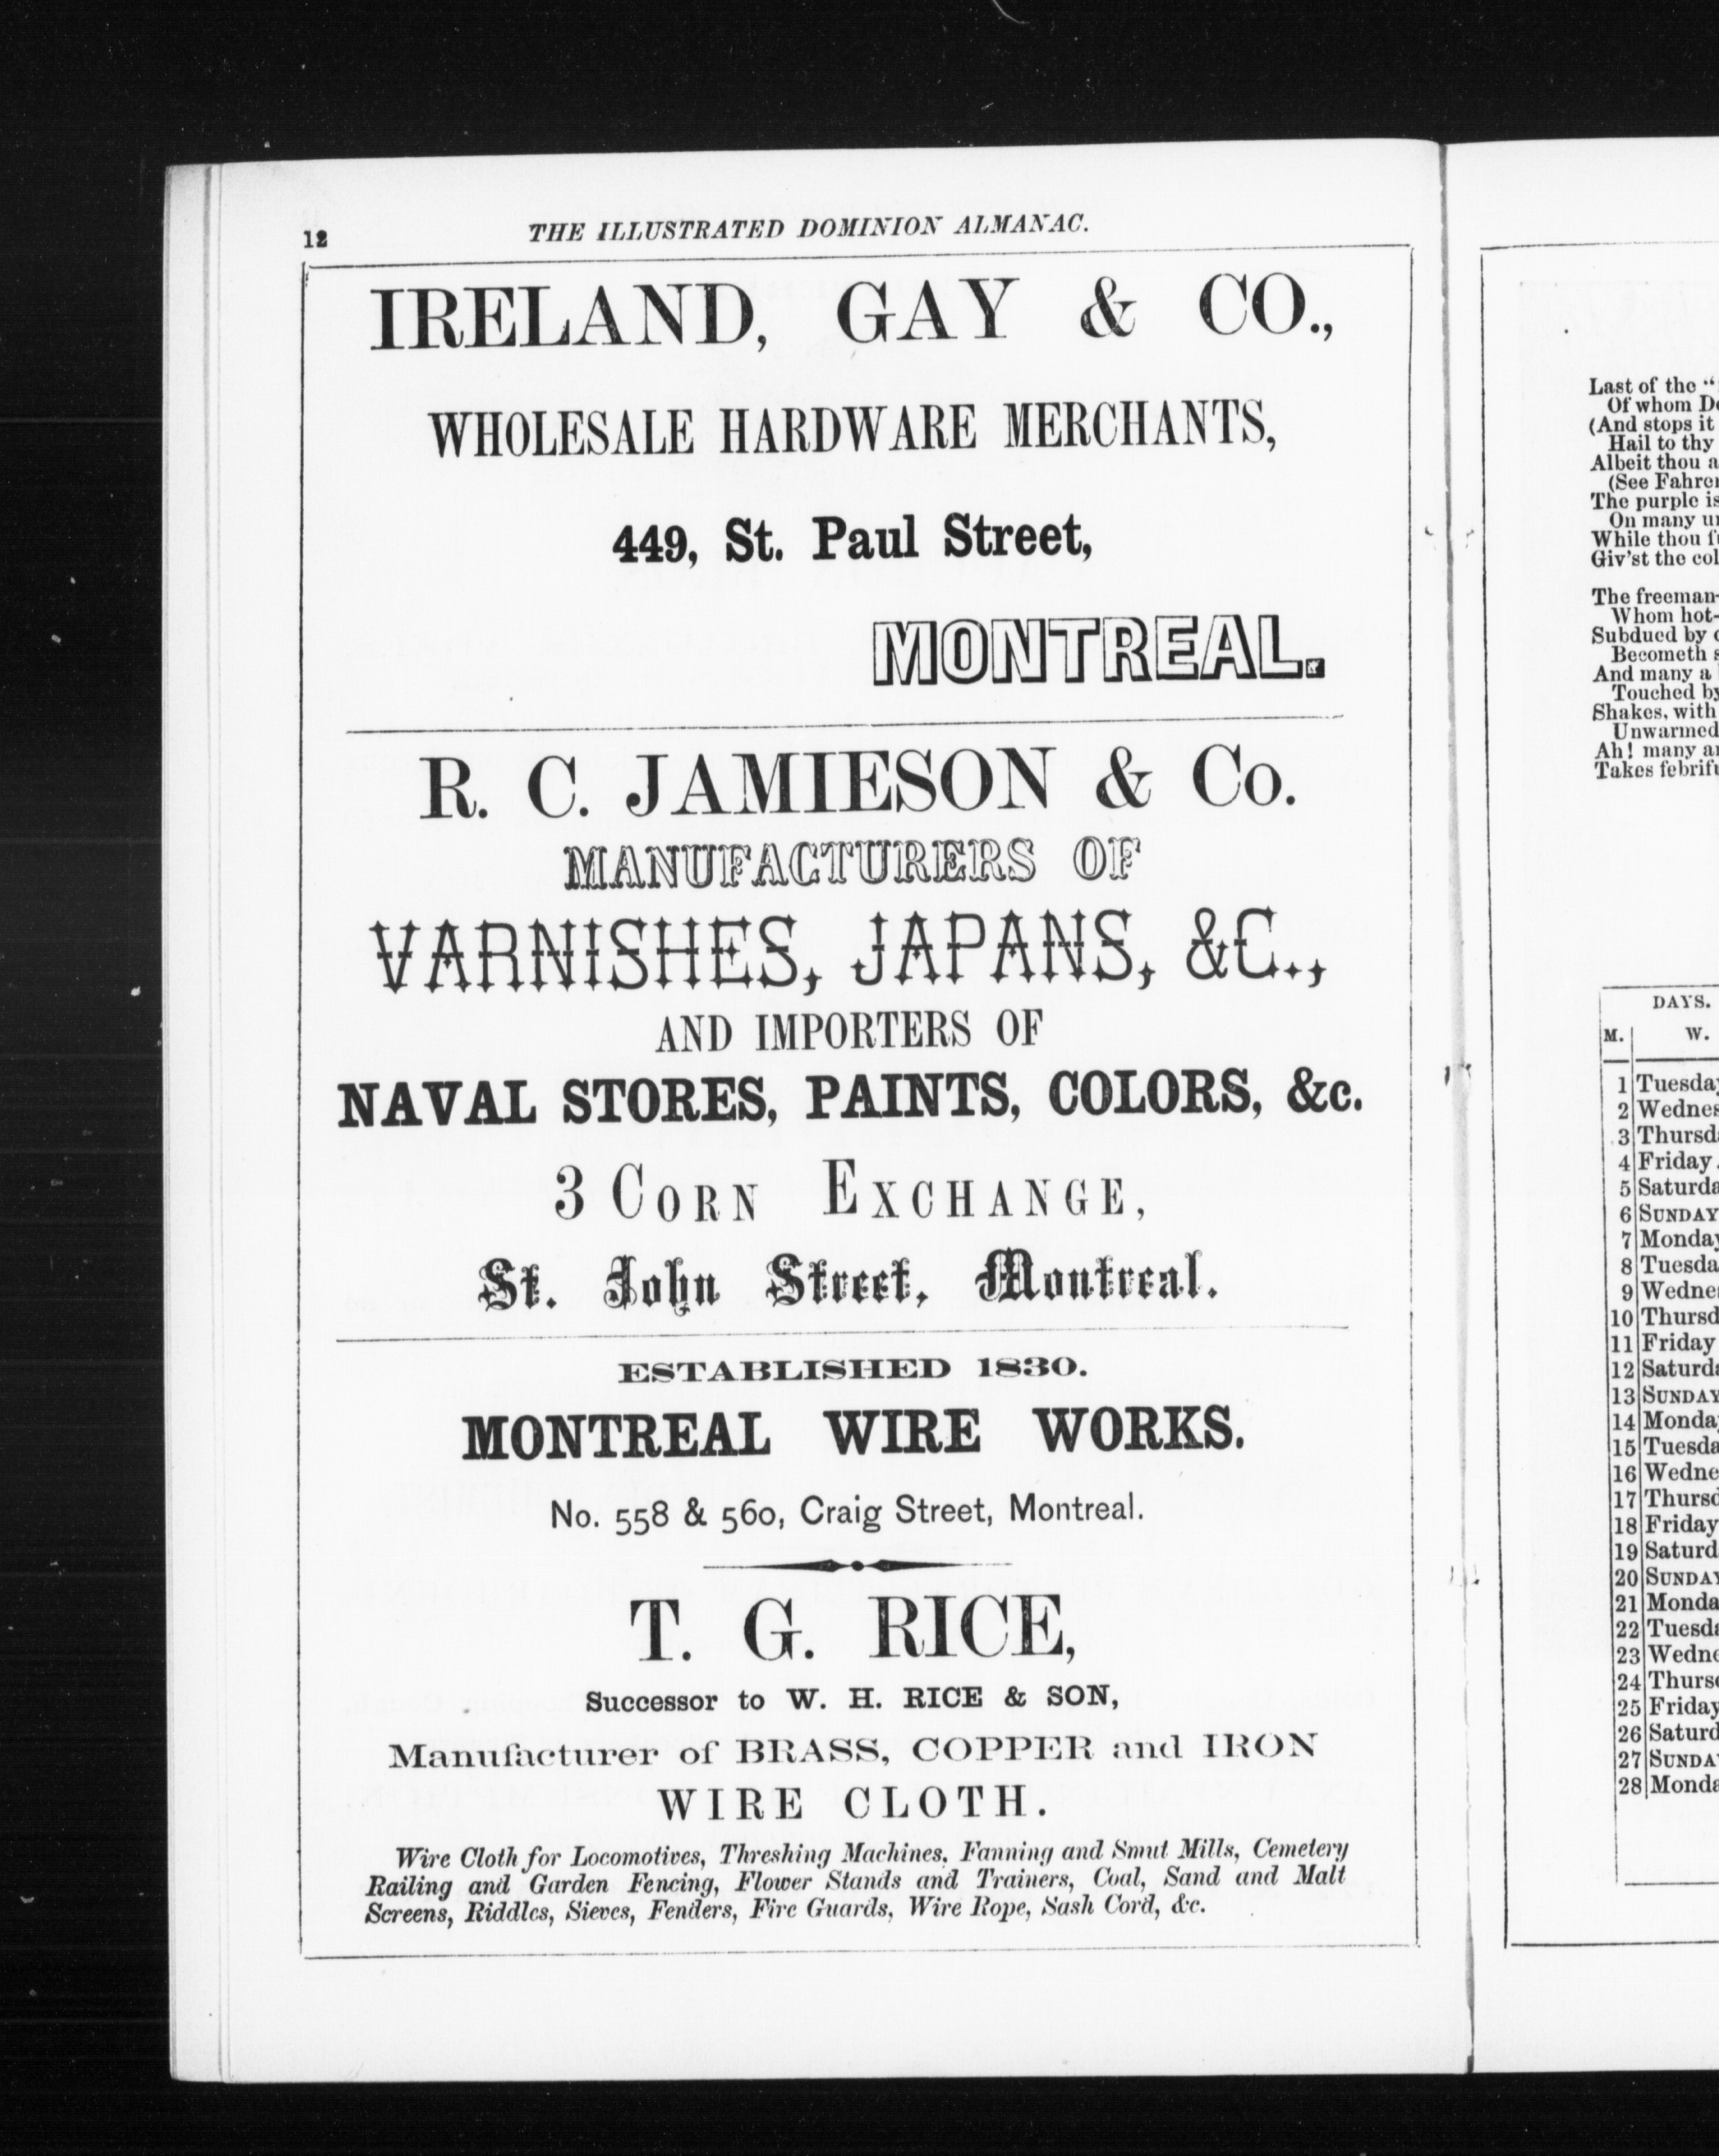 12
THE ILLUSTRATED DOMINION ALMANAC.
IRELAND, GAY & CO.,
WHOLESALE HARDWARE MERCHANTS,
449, St. Paul Street,
MONTREAL.
R. C. JAMIESON & Co.
MANUFACTURERS OF
VARNISHES, JAPANS, &C.,
AND IMPORTERS OF
NAVAL STORES, PAINTS, COLORS, &c.
3 CORN EXCHANGE,
St. John Street, Montreal.
ESTABLISHED 1830.
MONTREAL WIRE WORKS.
No. 558 & 560, Craig Street, Montreal.
T. G. RICE,
Successor to W. H. RICE & SON,
Manufacturer of BRASS, COPPER and IRON
WIRE CLOTH.
Wire Cloth for Locomotives, Threshing Machines, Fanning and Smut Mills, Cemetery
Railing and Garden Fencing, Flower Stands and Trainers, Coal, Sand and Malt
Screens, Riddles, Sieves, Fenders, Fire Guards, Wire Rope, Sash Cord, &c.
Last of the "
Of whom
(And stops it
Hail to thy
Albeit thou
(See
The purple
On many
While thou
Giv'st the
The freeman-
Whom hot-
Subdued by
Becometh
And many a
Touched
Shakes, with
Unwarmed
Ah! many
Takes
DAYS.
M. W.
1
2
3
4 Friday
5
6 SUNDAY
7
8
9
10
11 Friday
12
13
14
15
16
17
18 Friday
19
20
21
22
23
24
25 Friday
26
27
28